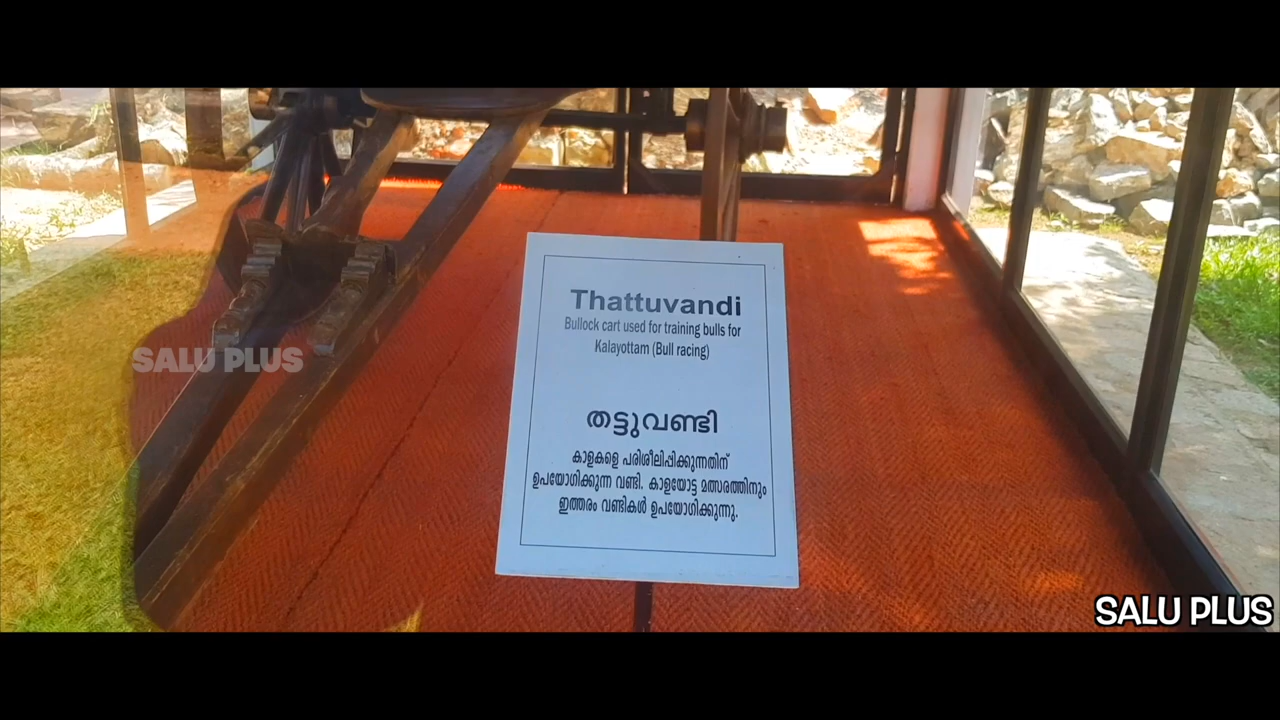 Thattuvandi
Bullock cart used for training bulls for
Kalayottam (Bull racing)
തട്ടുവണ്ടി
കാളകളെ പരിശീലിപ്പിക്കുന്നതിന്
ഉപയോഗിക്കുന്ന വണ്ടി. കാളയോട്ട മത്സരത്തിനും
ഇത്തരം വണ്ടികൾ ഉപയോഗിക്കുന്നു.
SALU PLUS
SALU PLUS